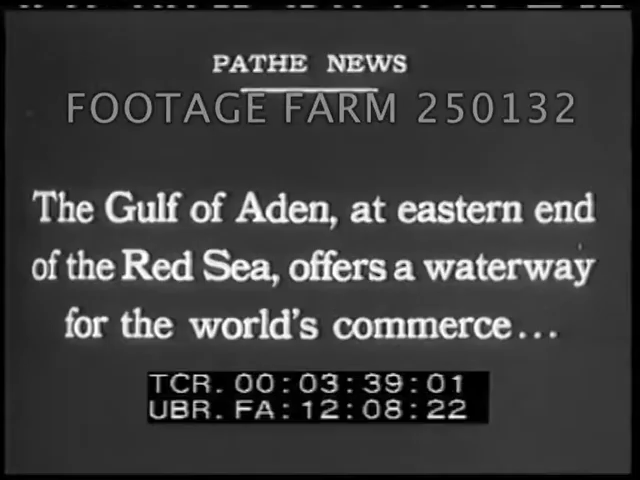 PATHE NEWS
FOOTAGE FARM 250132
The Gulf of Aden, at eastern end
of the Red Sea, offers a waterway
for the world's commerce...
TCR. 00:03:39:01
UBR. FA: 12:08:22